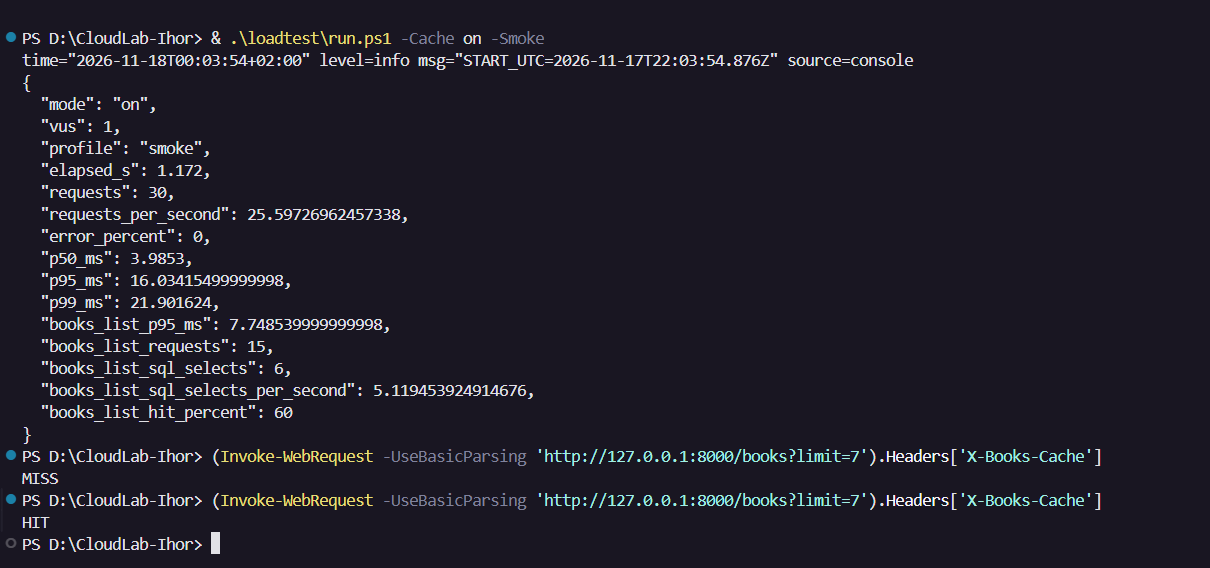 PS D:\CloudLab-Ihor> & .\loadtest\run.ps1 -Cache on -Smoke
time="2026-11-18T00:03:54+02:00" level=info msg="START_UTC=2026-11-17T22:03:54.876Z" source=console
{
  "mode": "on",
  "vus": 1,
  "profile": "smoke",
  "elapsed_s": 1.172,
  "requests": 30,
  "requests_per_second": 25.59726962457338,
  "error_percent": 0,
  "p50_ms": 3.9853,
  "p95_ms": 16.03415499999998,
  "p99_ms": 21.901624,
  "books_list_p95_ms": 7.748539999999998,
  "books_list_requests": 15,
  "books_list_sql_selects": 6,
  "books_list_sql_selects_per_second": 5.119453924914676,
  "books_list_hit_percent": 60
}
PS D:\CloudLab-Ihor> (Invoke-WebRequest -UseBasicParsing 'http://127.0.0.1:8000/books?limit=7').Headers['X-Books-Cache']
MISS
PS D:\CloudLab-Ihor> (Invoke-WebRequest -UseBasicParsing 'http://127.0.0.1:8000/books?limit=7').Headers['X-Books-Cache']
HIT
PS D:\CloudLab-Ihor>